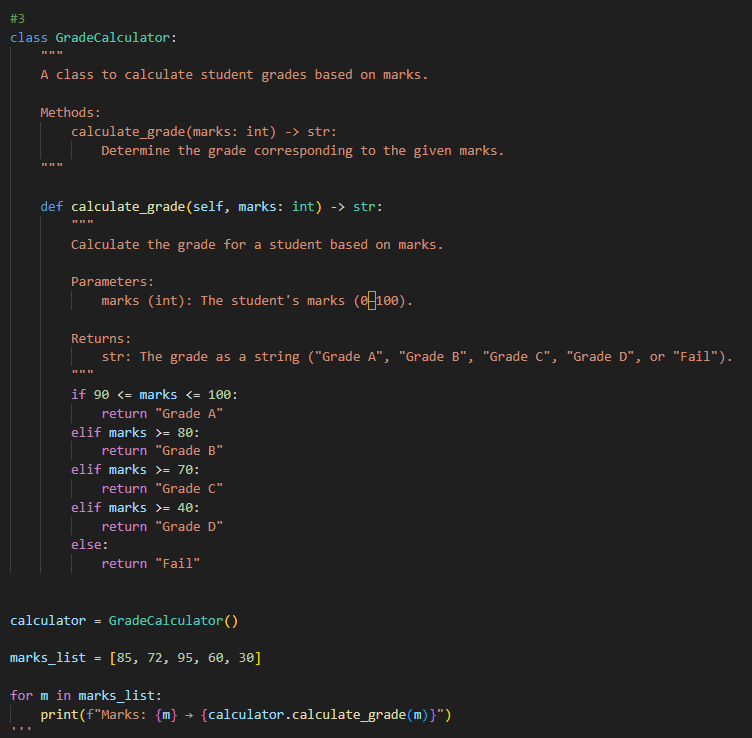 #3
class GradeCalculator:
    """
    A class to calculate student grades based on marks.

    Methods:
        calculate_grade(marks: int) -> str:
            Determine the grade corresponding to the given marks.
    """

    def calculate_grade(self, marks: int) -> str:
        """
        Calculate the grade for a student based on marks.

        Parameters:
            marks (int): The student's marks (0–100).

        Returns:
            str: The grade as a string ("Grade A", "Grade B", "Grade C", "Grade D", or "Fail").
        """
        if 90 <= marks <= 100:
            return "Grade A"
        elif marks >= 80:
            return "Grade B"
        elif marks >= 70:
            return "Grade C"
        elif marks >= 40:
            return "Grade D"
        else:
            return "Fail"


calculator = GradeCalculator()

marks_list = [85, 72, 95, 60, 30]

for m in marks_list:
    print(f"Marks: {m} → {calculator.calculate_grade(m)}")
'''